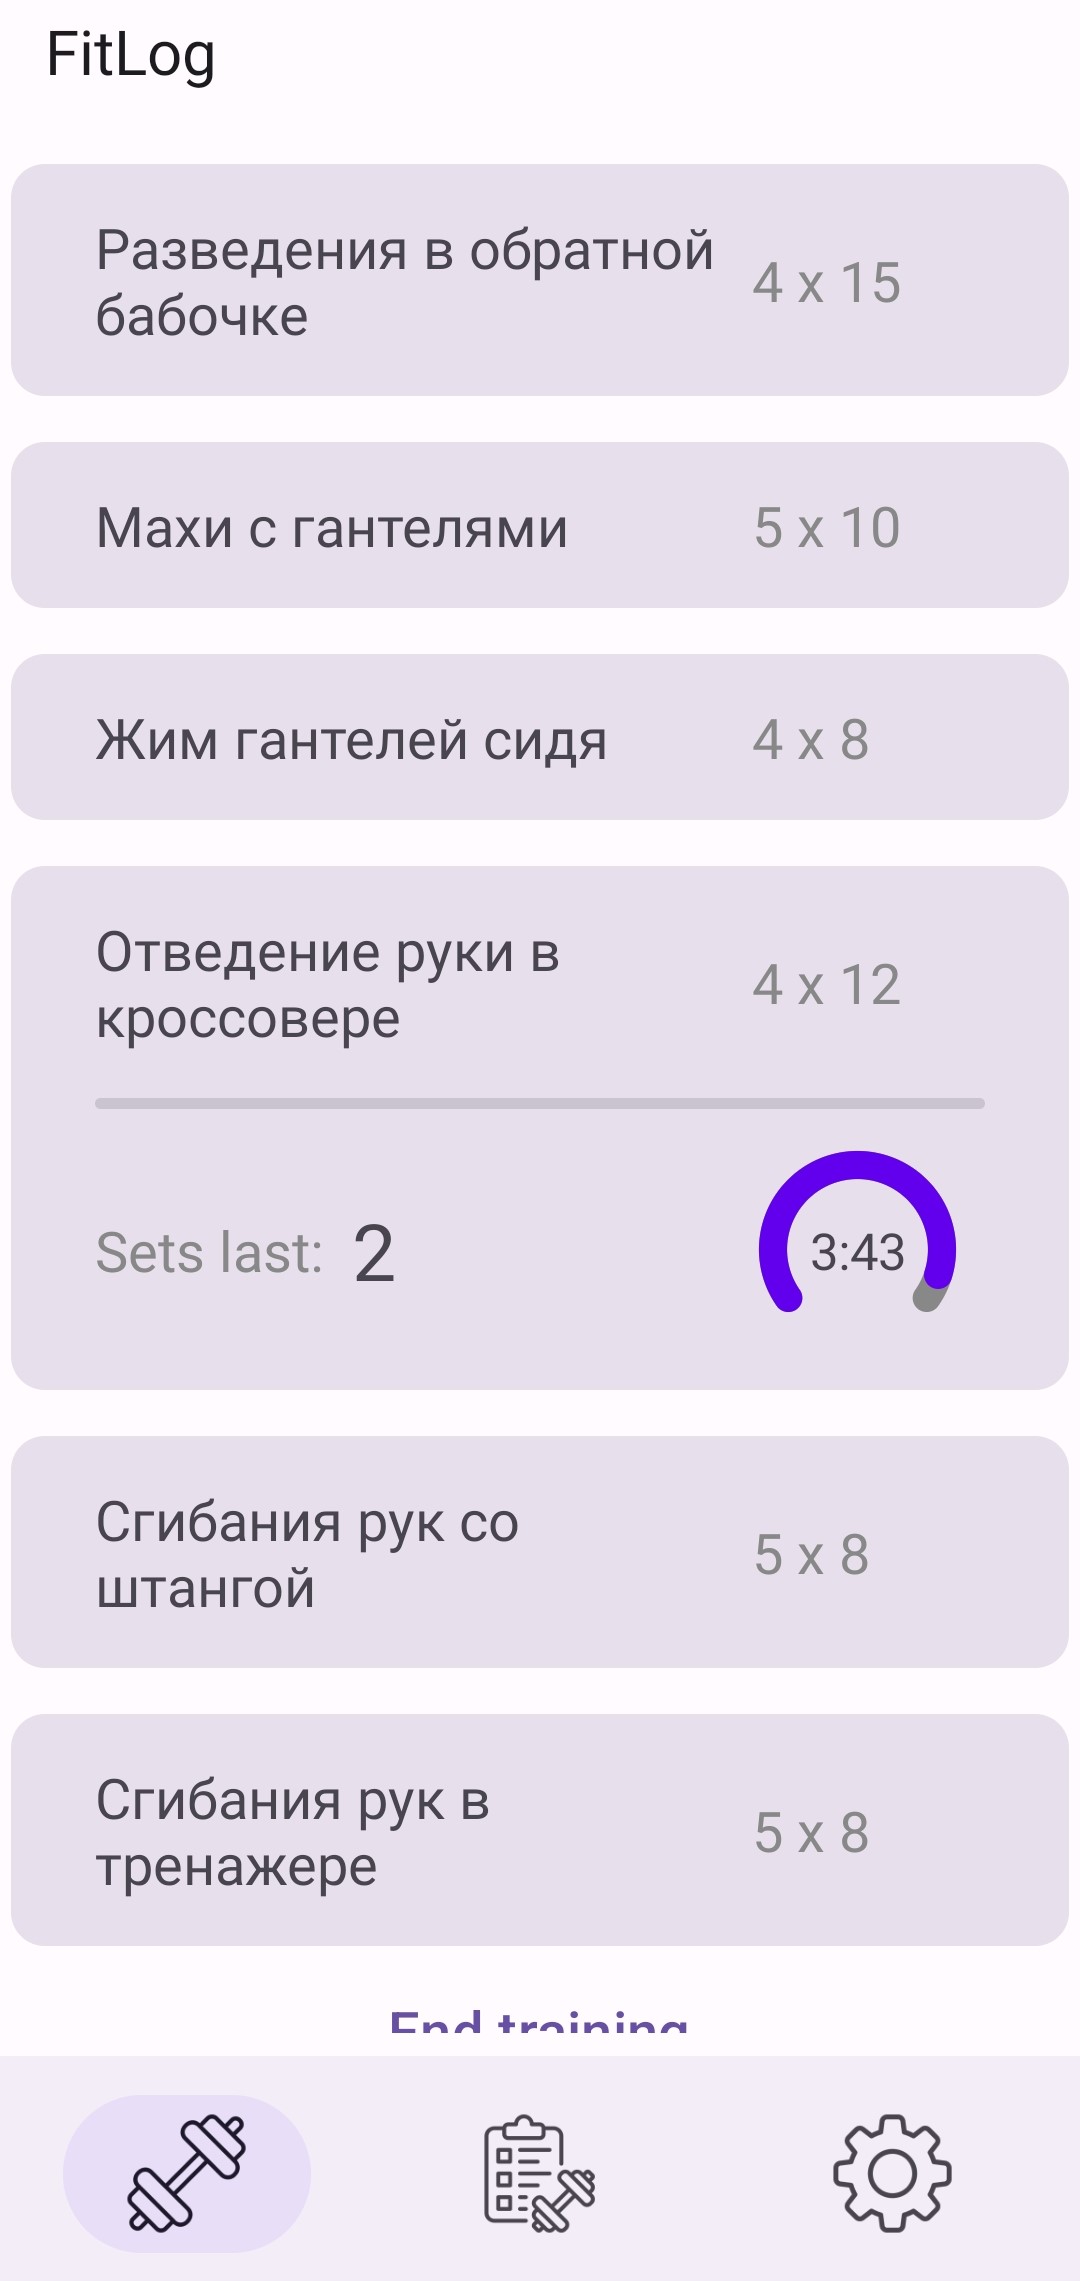 FitLog
Разведения в обратной
бабочке
4 x 15
Махи с гантелями
5 x 10
Жим гантелей сидя
4 x 8
Отведение руки в
кроссовере
4 x 12
Sets last: 2
3:43
Сгибания рук со
штангой
5 x 8
Сгибания рук в
тренажере
5 x 8
End training